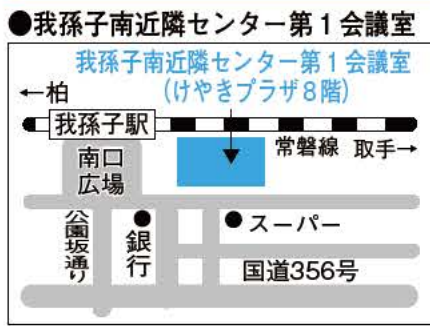 ●我孫子南近隣センター第１会議室
我孫子南近隣センター第１会議室
(けやきプラザ８階)
←柏
我孫子駅
常磐線 取手→
南口
広場
公園坂通り
銀行
スーパー
国道356号